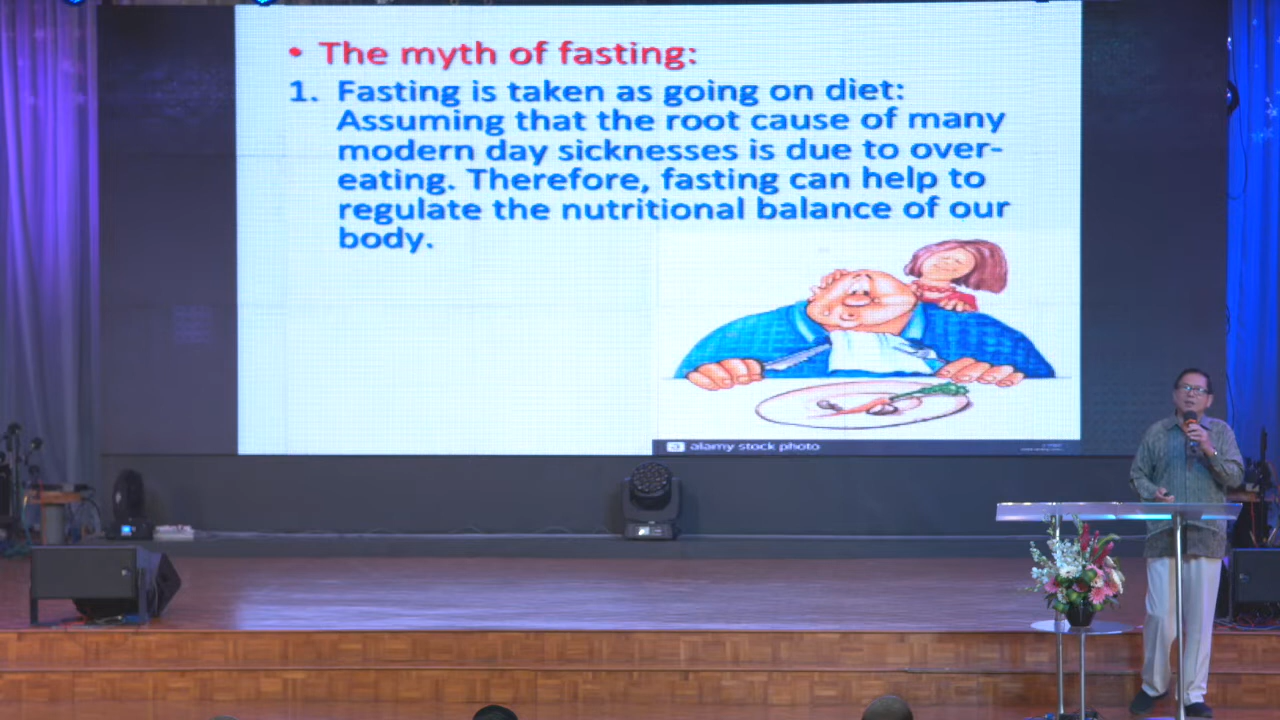 • The myth of fasting:
1. Fasting is taken as going on diet:
Assuming that the root cause of many
modern day sicknesses is due to over-
eating. Therefore, fasting can help to
regulate the nutritional balance of our
body.
alamy stock photo